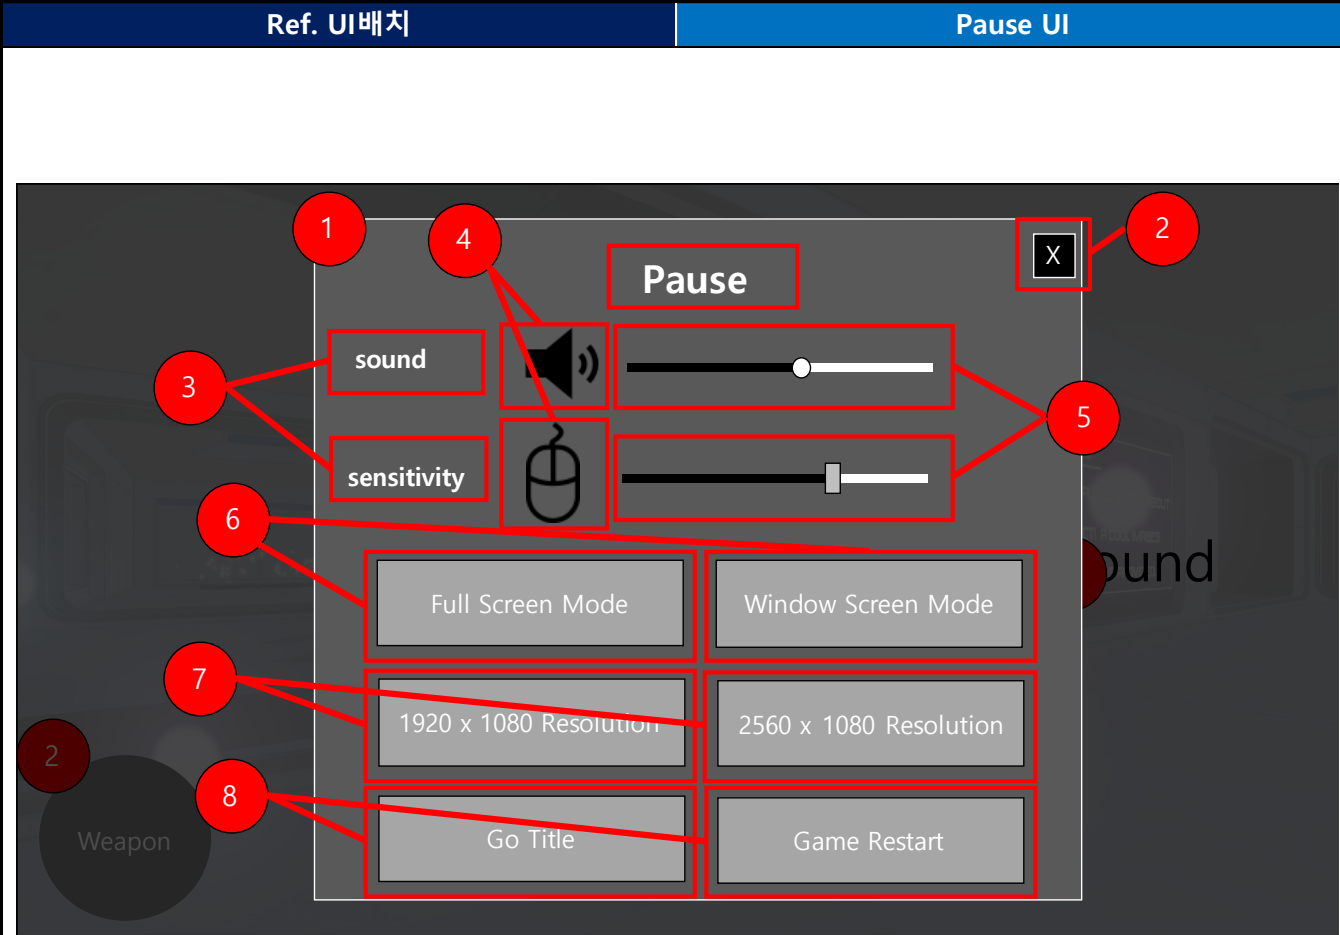 Ref. UI배치
Pause UI
1
4
2
Pause
X
sound
3
5
sensitivity
6
ound
Full Screen Mode
Window Screen Mode
7
1920 x 1080 Resolution
2560 x 1080 Resolution
2
8
Weapon
Go Title
Game Restart